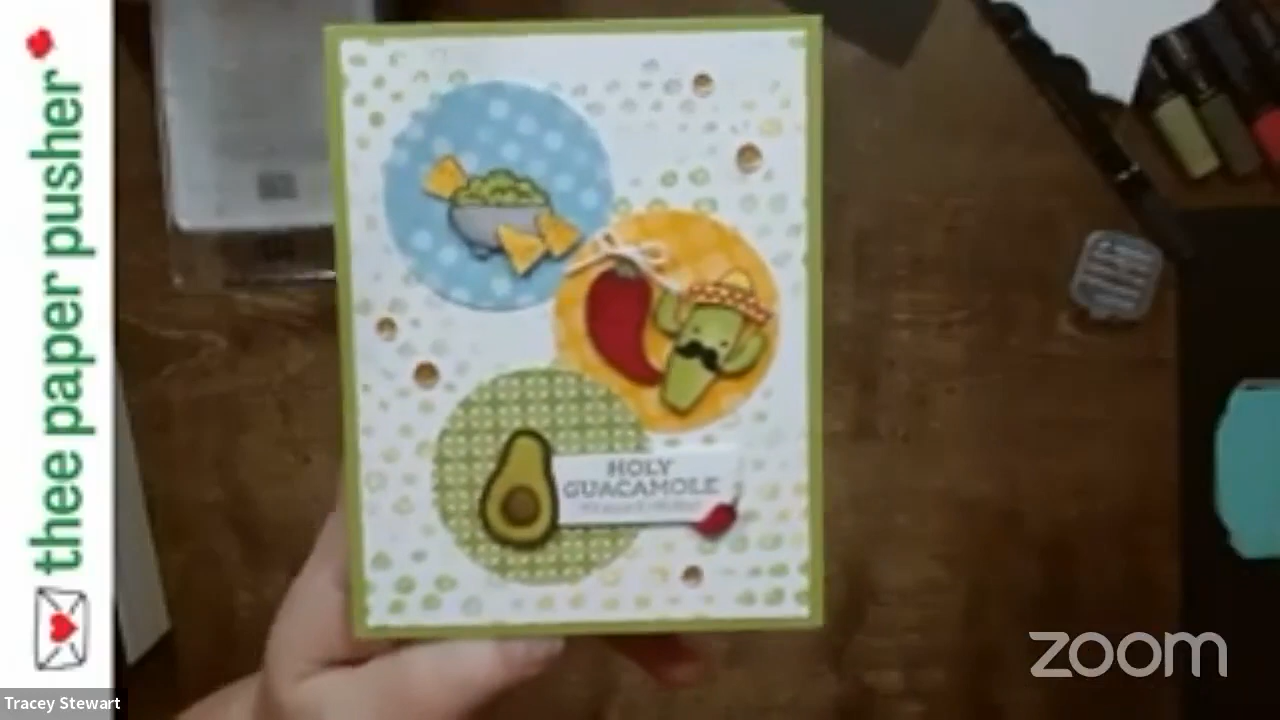 thee paper pusher
HOLY
GUACAMOLE
zoom
Tracey Stewart